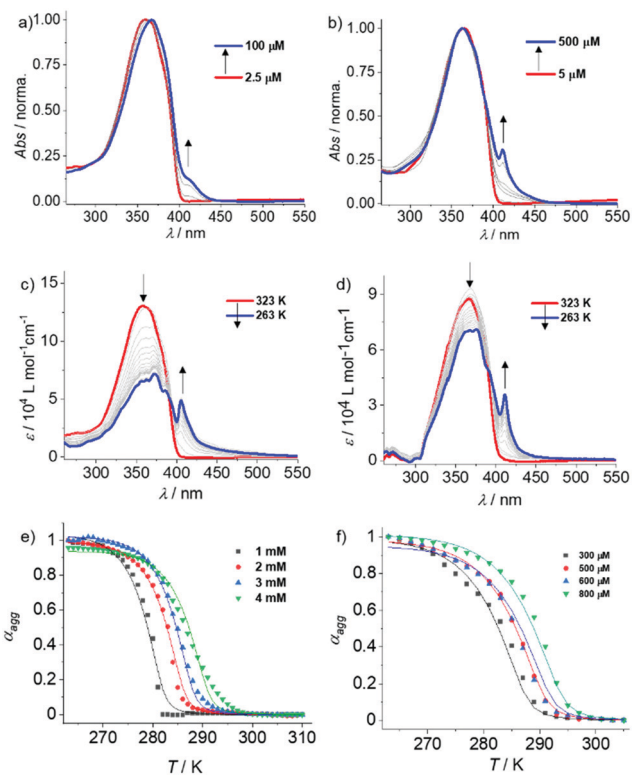 a)
100 µM
2.5 µM
Abs / norma.
1.00
0.75
0.50
0.25
0.00
300 350 400 450 500 550
λ / nm
b)
500 µM
5 µM
Abs / norma.
1.00
0.75
0.50
0.25
0.00
300 350 400 450 500 550
λ / nm
c)
323 K
263 K
ε / 10⁴ L mol-1cm-1
15
10
5
0
300 350 400 450 500 550
λ / nm
d)
323 K
263 K
ε / 10⁴ L mol-1cm-1
9
6
3
0
300 350 400 450 500 550
λ / nm
e)
1 mM
2 mM
3 mM
4 mM
αagg
1
0.8
0.6
0.4
0.2
0
270 280 290 300 310
T / K
f)
300 µM
500 µM
600 µM
800 µM
αagg
1
0.8
0.6
0.4
0.2
0
270 280 290 300
T / K